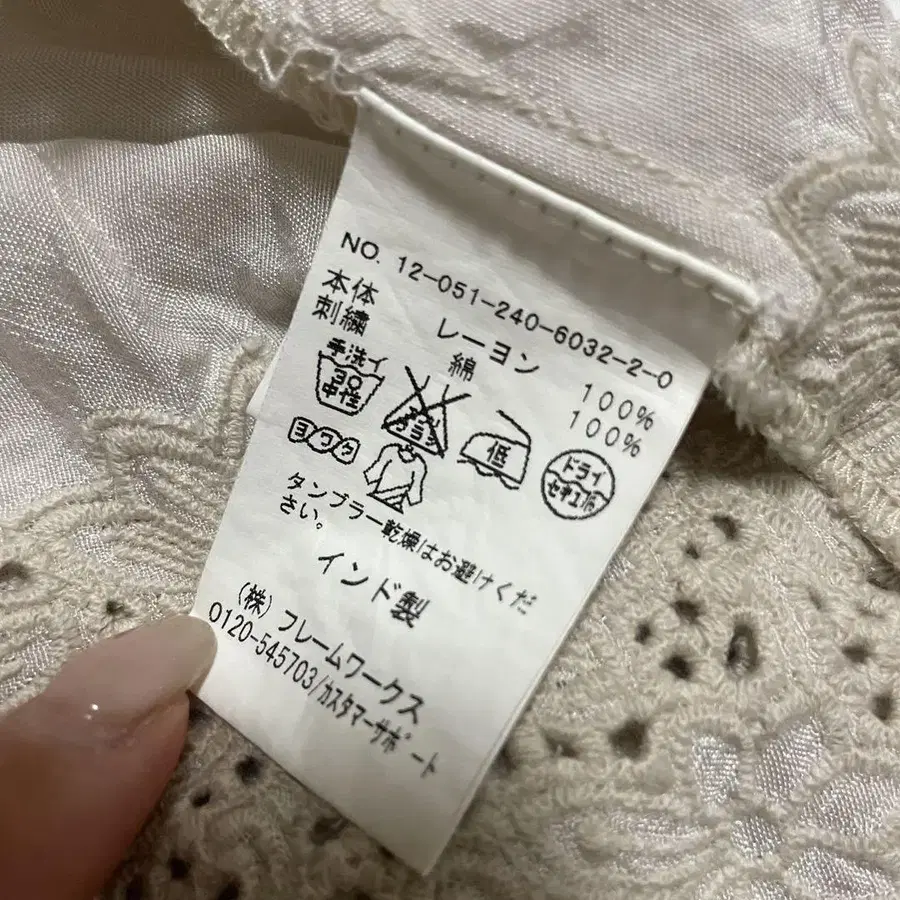 NO. 12-051-240-6032-2-0
本体 レーヨン 100%
刺繍 綿 100%
手洗イ
30
中性
低
ドライ
セキユ系
ヨワク
タンブラー乾燥はお避けくだ
さい。
インド製
(株) フレームワークス
0120-545703/カスタマーサポート